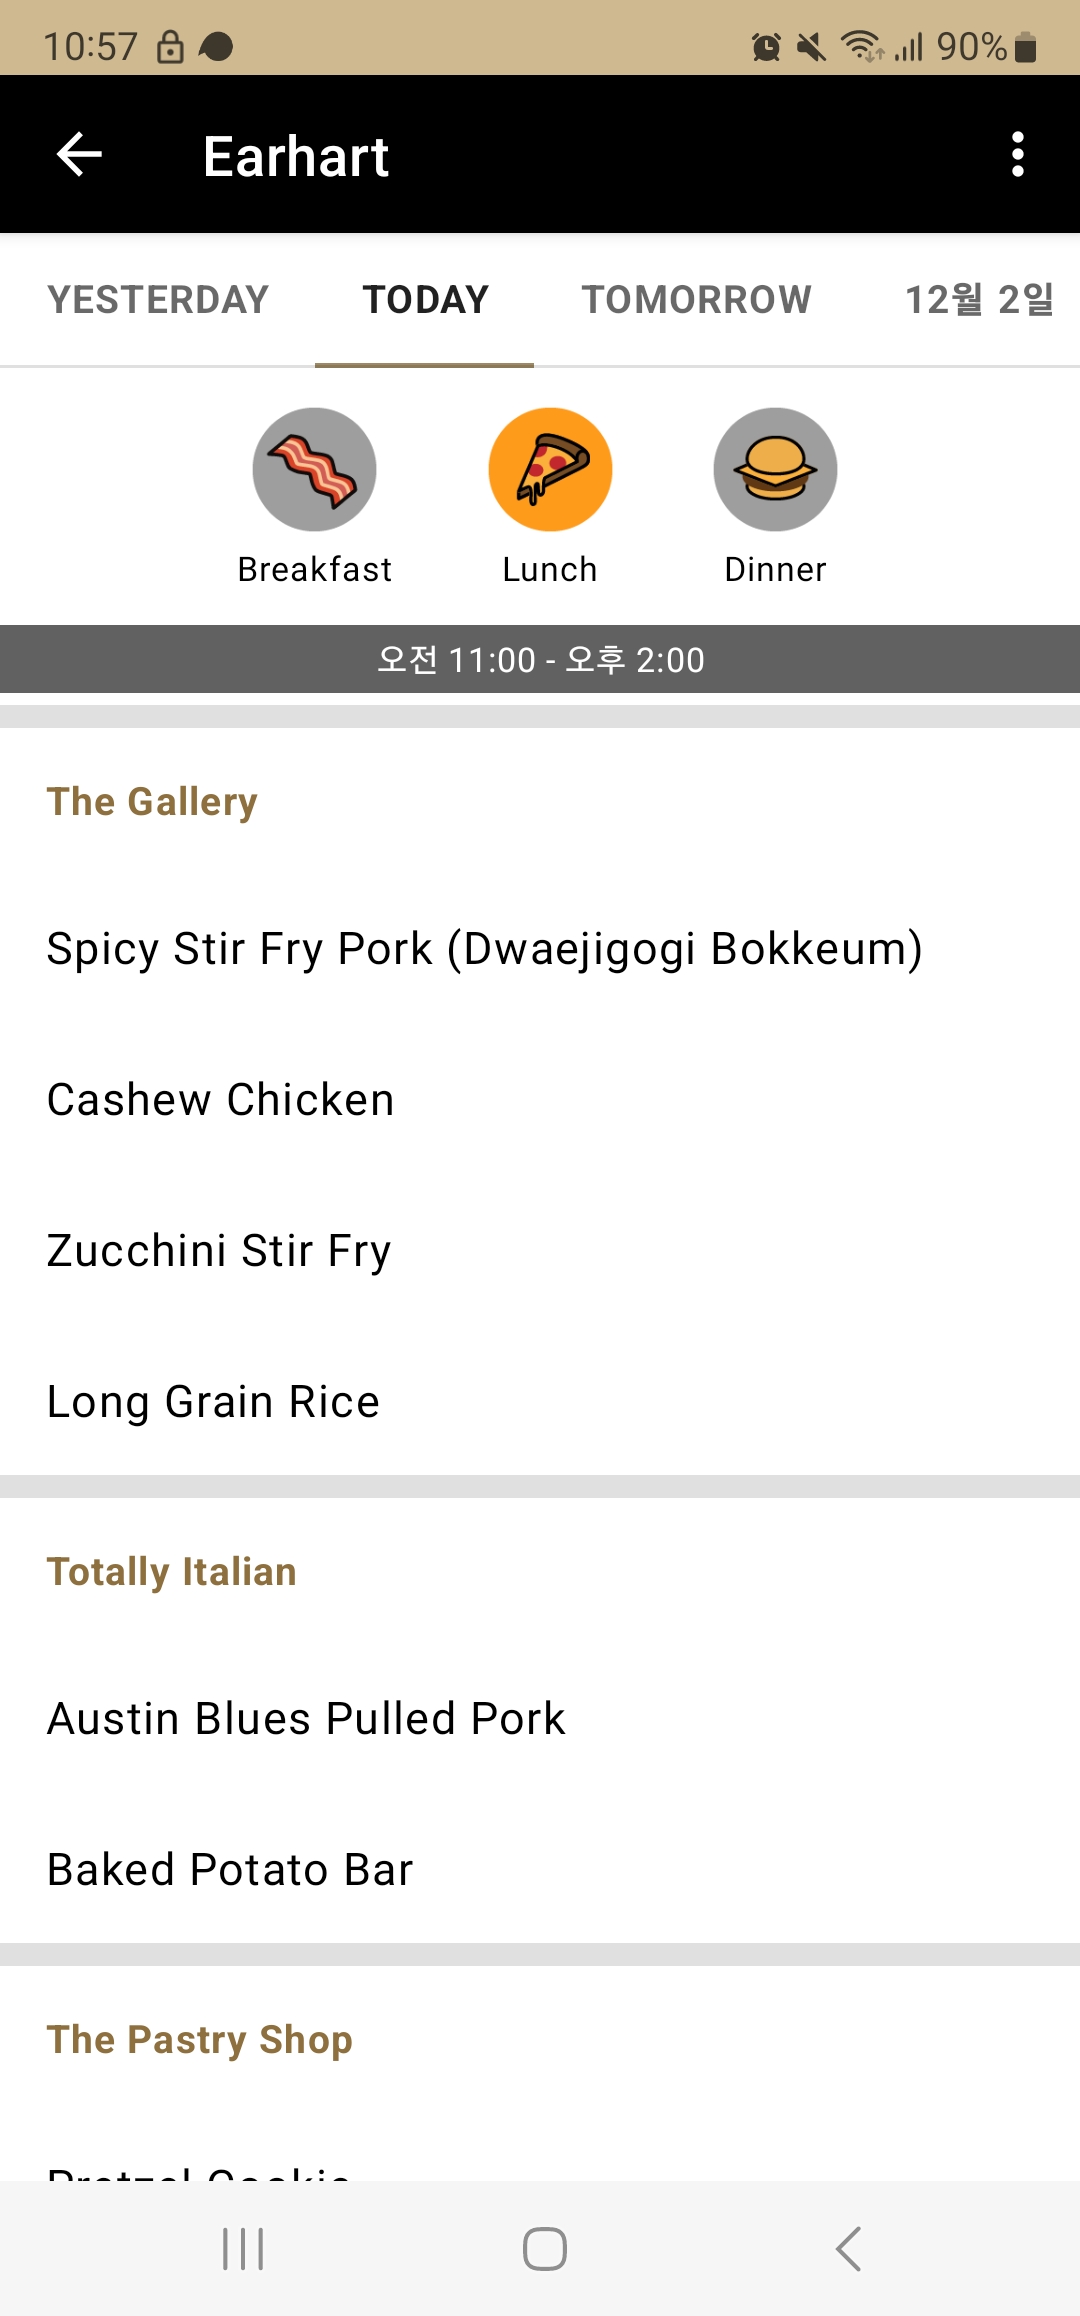 10:57 90%
Earhart
YESTERDAY TODAY TOMORROW 12월 2일
Breakfast Lunch Dinner
오전 11:00 - 오후 2:00
The Gallery
Spicy Stir Fry Pork (Dwaejigogi Bokkeum)
Cashew Chicken
Zucchini Stir Fry
Long Grain Rice
Totally Italian
Austin Blues Pulled Pork
Baked Potato Bar
The Pastry Shop
Pretzel Cookie